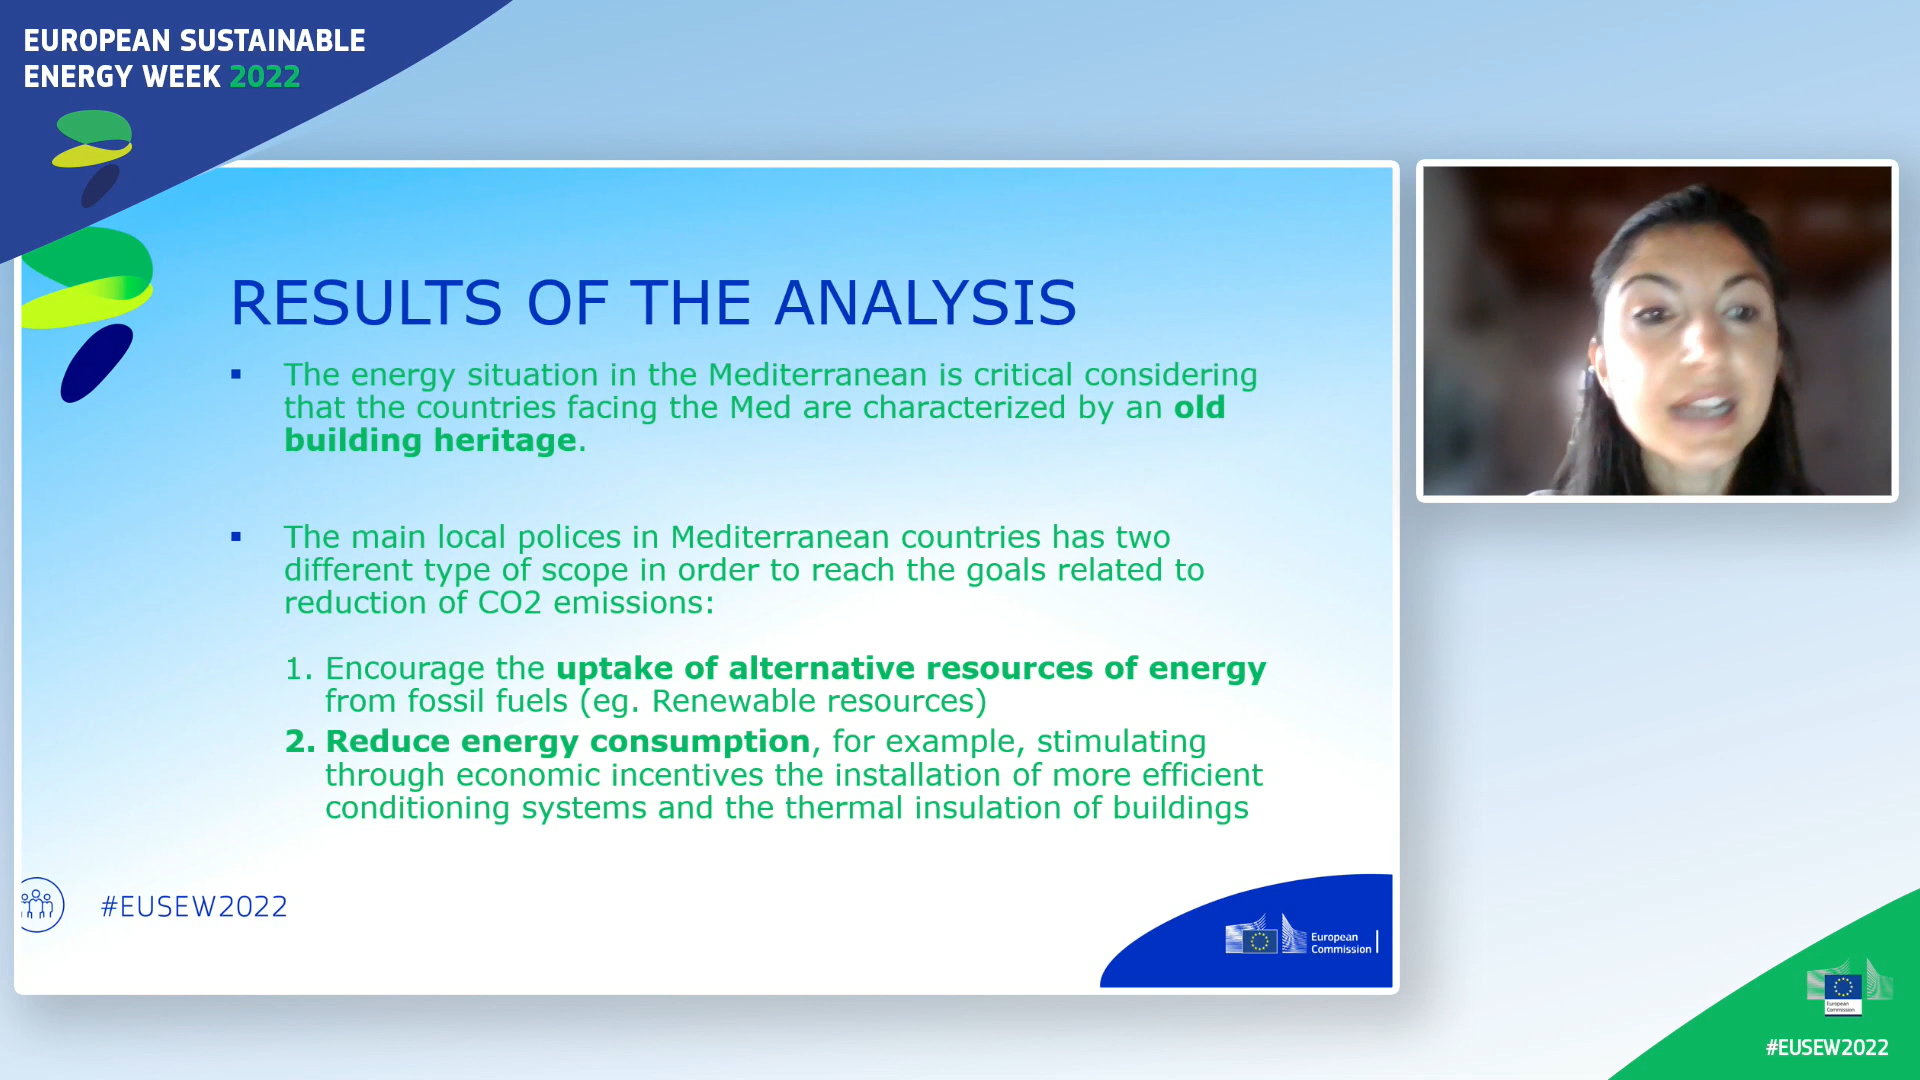 EUROPEAN SUSTAINABLE
ENERGY WEEK 2022
RESULTS OF THE ANALYSIS
▪ The energy situation in the Mediterranean is critical considering
that the countries facing the Med are characterized by an old
building heritage.
▪ The main local polices in Mediterranean countries has two
different type of scope in order to reach the goals related to
reduction of CO2 emissions:
1. Encourage the uptake of alternative resources of energy
from fossil fuels (eg. Renewable resources)
2. Reduce energy consumption, for example, stimulating
through economic incentives the installation of more efficient
conditioning systems and the thermal insulation of buildings
#EUSEW2022
European
Commission
European
Commission
#EUSEW2022